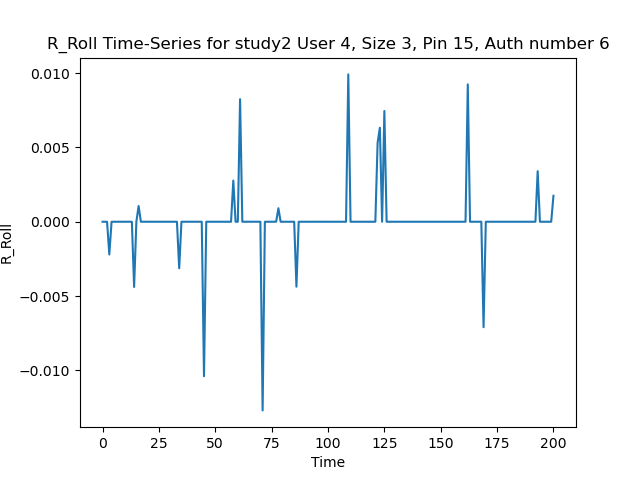 R_Roll Time-Series for study2 User 4, Size 3, Pin 15, Auth number 6
0.010
0.005
0.000
−0.005
−0.010
R_Roll
0 25 50 75 100 125 150 175 200
Time